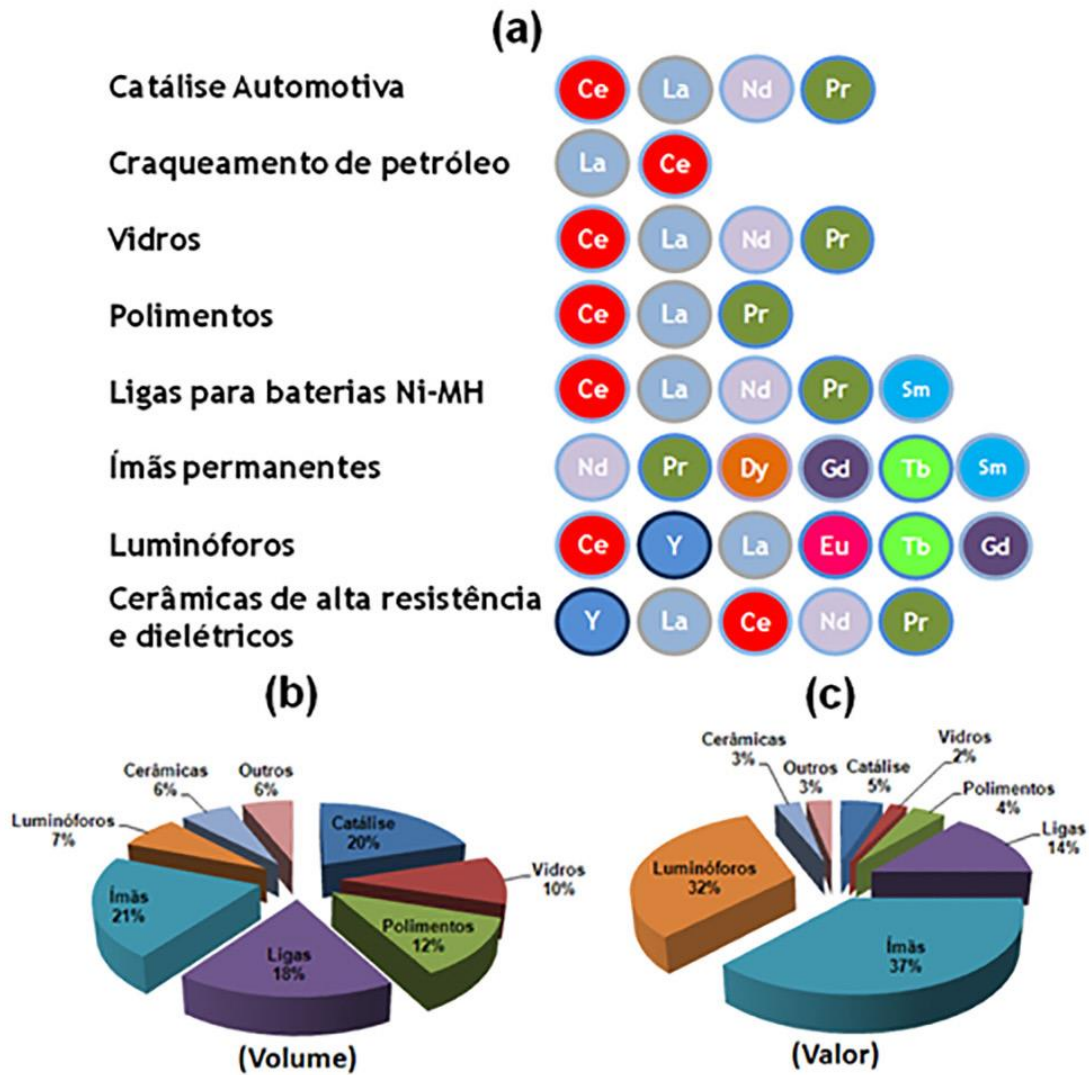 (a)
Catálise Automotiva
Ce La Nd Pr
Craqueamento de petróleo
La Ce
Vidros
Ce La Nd Pr
Polimentos
Ce La Pr
Ligas para baterias Ni-MH
Ce La Nd Pr Sm
Ímãs permanentes
Nd Pr Dy Gd Tb Sm
Luminóforos
Ce Y La Eu Tb Gd
Cerâmicas de alta resistência
e dielétricos
Y La Ce Nd Pr
(b)
Cerâmicas
6%
Outro
6%
Catálise
20%
Luminóforos
7%
Vidros
10%
Ímãs
21%
Polimentos
12%
Ligas
18%
(Volume)
(c)
Cerâmicas
3%
Outros
3%
Catálise
5%
Vidros
2%
Polimentos
4%
Ligas
14%
Luminóforos
32%
Ímãs
37%
(Valor)